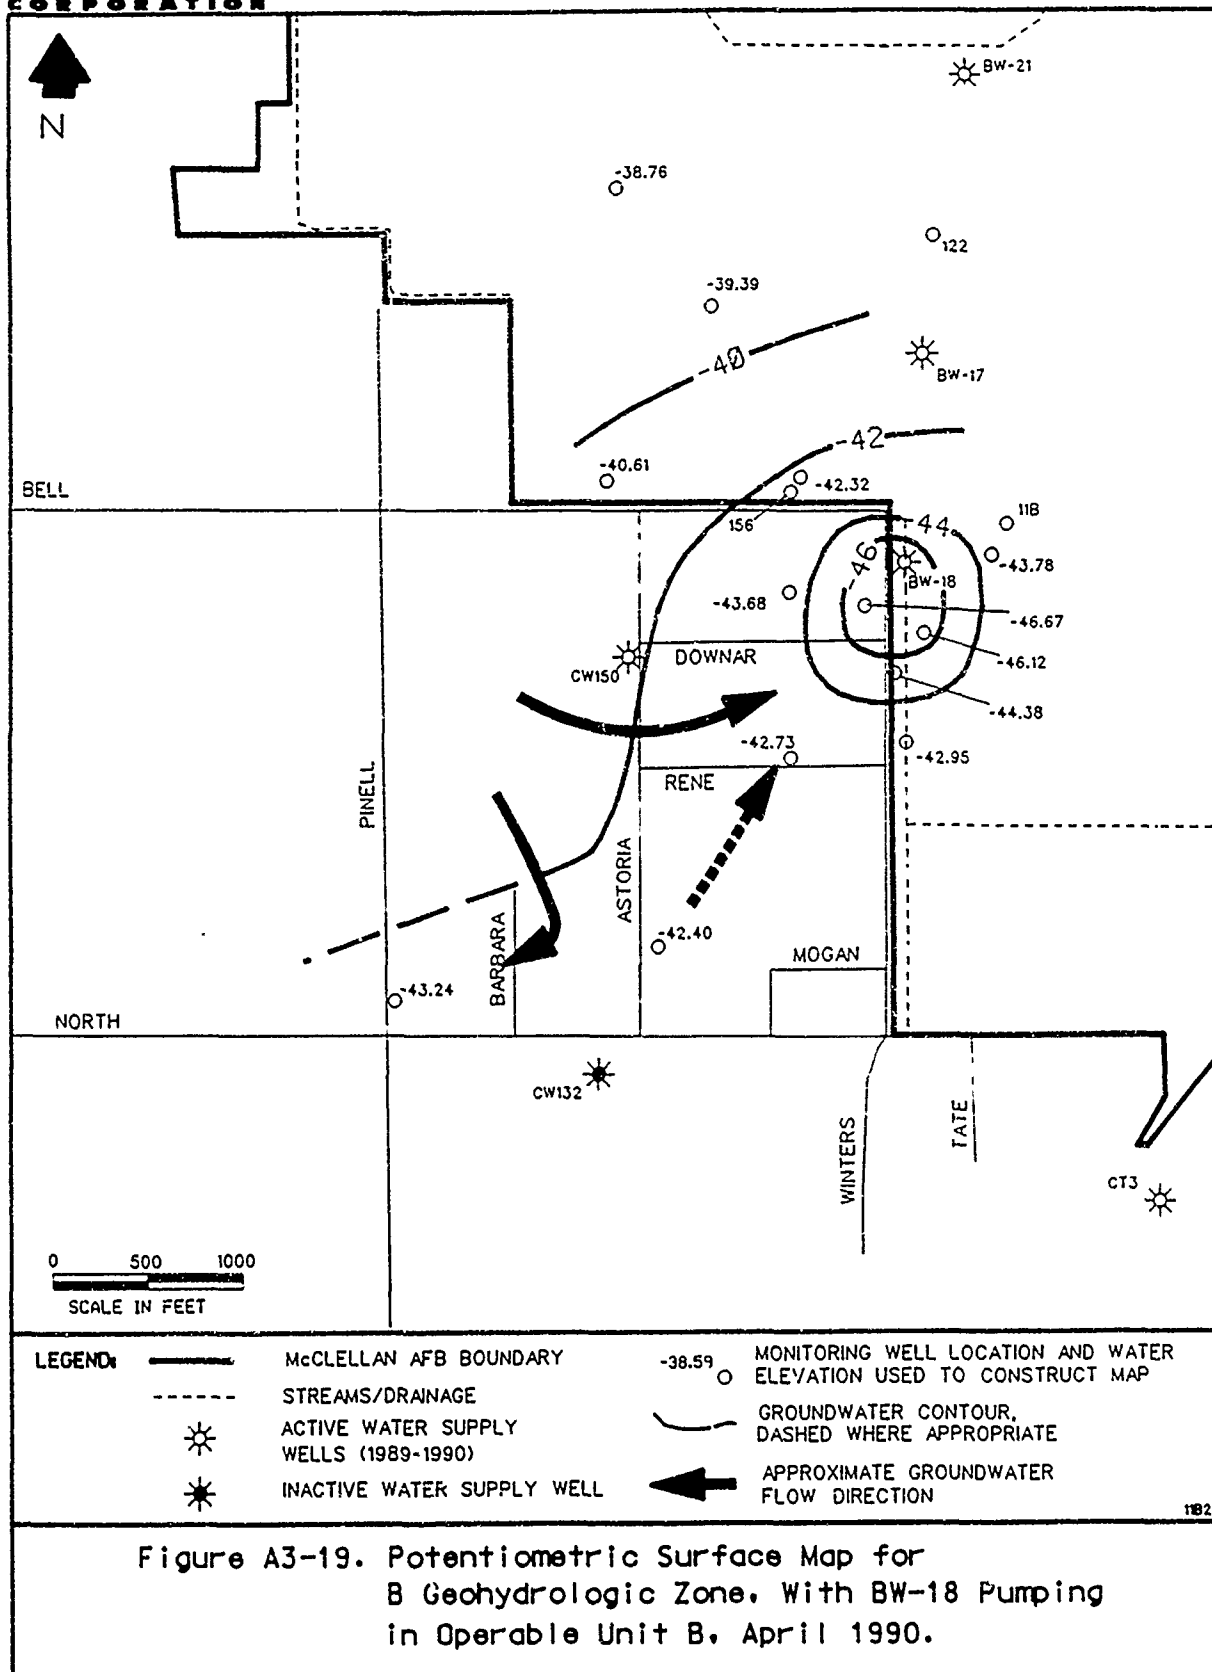 CORPORATION
N
BW-21
-38.76
122
-39.39
-40
BW-17
-42
-40.61
-42.32
BELL
156
11B
-44
-43.78
-46
BW-18
-43.68
-46.67
DOWNAR
-46.12
CW150
-44.38
-42.73
-42.95
RENE
PINELL
ASTORIA
BARBARA
-42.40
MOGAN
-43.24
NORTH
CW132
WINTERS
TATE
CT3
0 500 1000
SCALE IN FEET
LEGEND:
McCLELLAN AFB BOUNDARY
STREAMS/DRAINAGE
ACTIVE WATER SUPPLY
WELLS (1989-1990)
INACTIVE WATER SUPPLY WELL
-38.59
MONITORING WELL LOCATION AND WATER
ELEVATION USED TO CONSTRUCT MAP
GROUNDWATER CONTOUR,
DASHED WHERE APPROPRIATE
APPROXIMATE GROUNDWATER
FLOW DIRECTION
11B2
Figure A3-19. Potentiometric Surface Map for
B Geohydrologic Zone, With BW-18 Pumping
in Operable Unit B, April 1990.